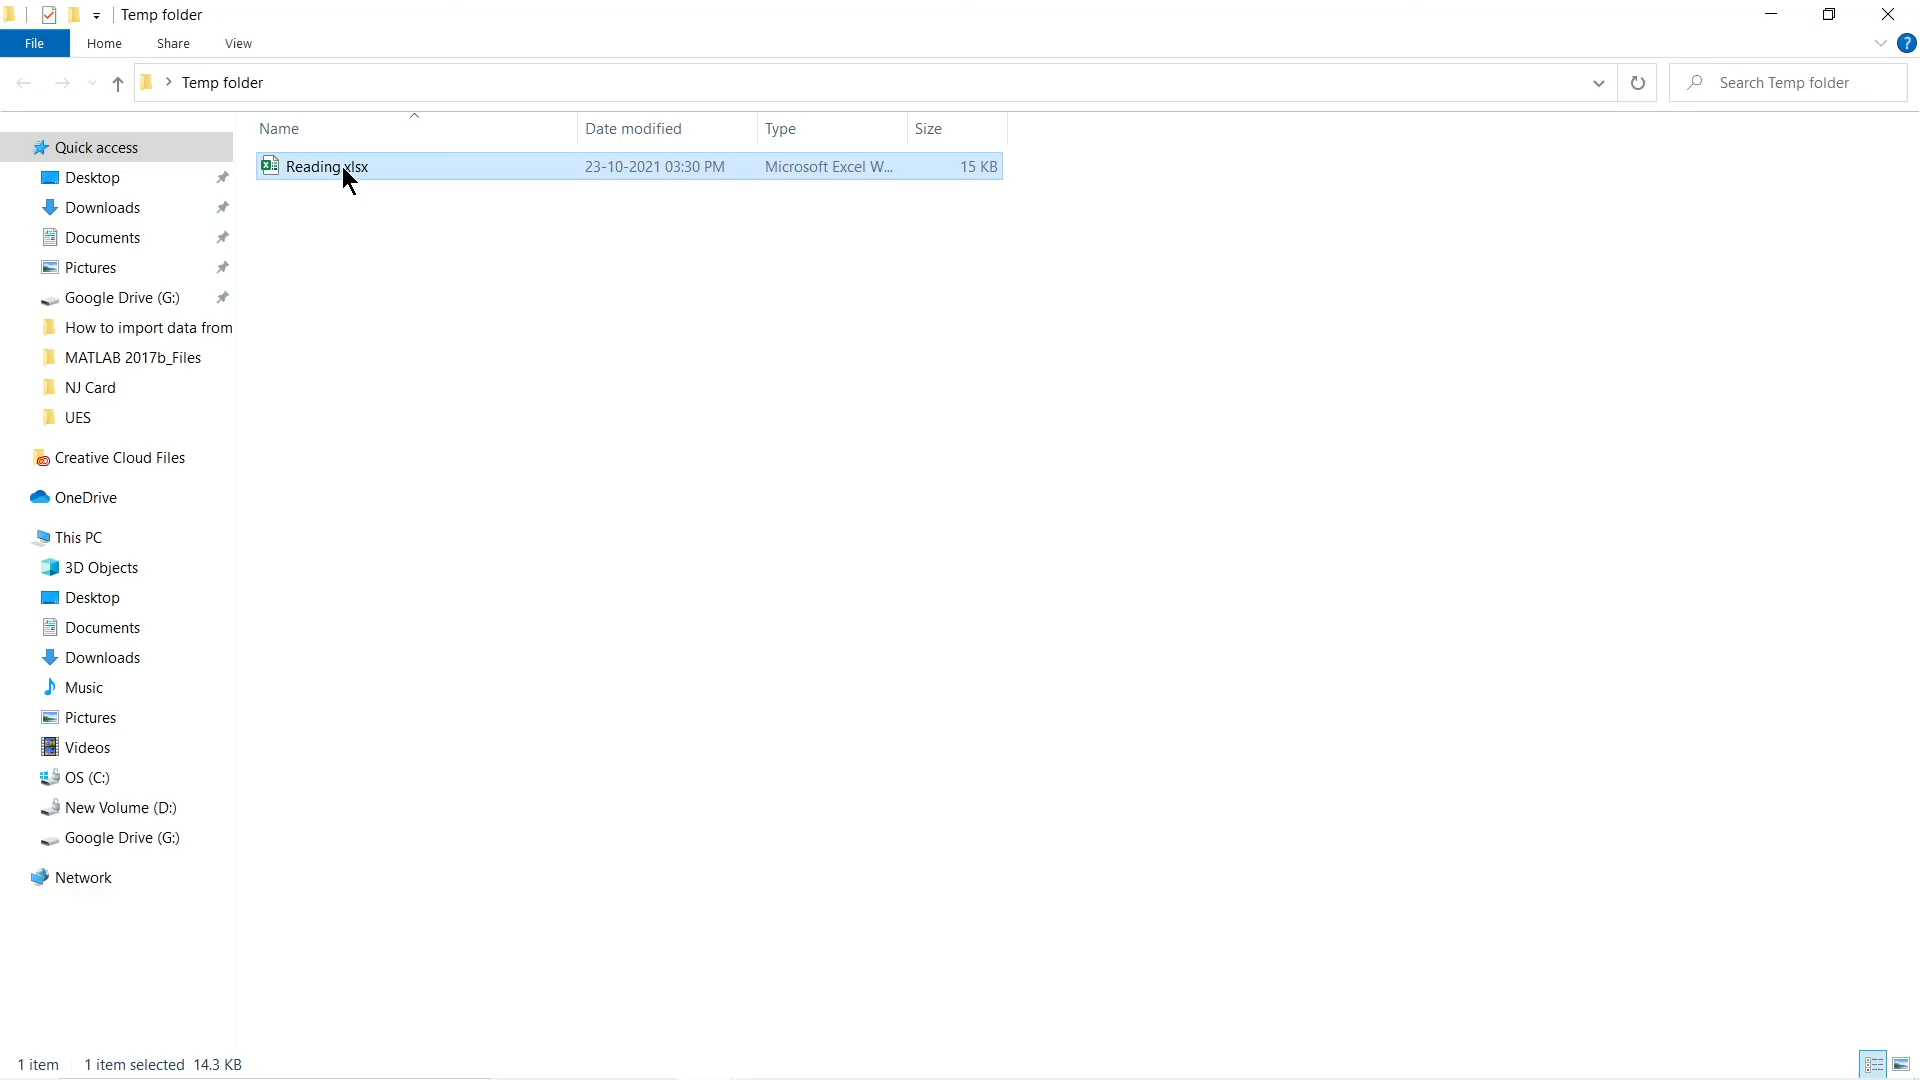 Temp folder
File Home Share View
?
Temp folder
Search Temp folder
Name Date modified Type Size
Reading.xlsx 23-10-2021 03:30 PM Microsoft Excel W... 15 KB
Quick access
Desktop
Downloads
Documents
Pictures
Google Drive (G:)
How to import data from
MATLAB 2017b_Files
NJ Card
UES
Creative Cloud Files
OneDrive
This PC
3D Objects
Desktop
Documents
Downloads
Music
Pictures
Videos
OS (C:)
New Volume (D:)
Google Drive (G:)
Network
1 item 1 item selected 14.3 KB